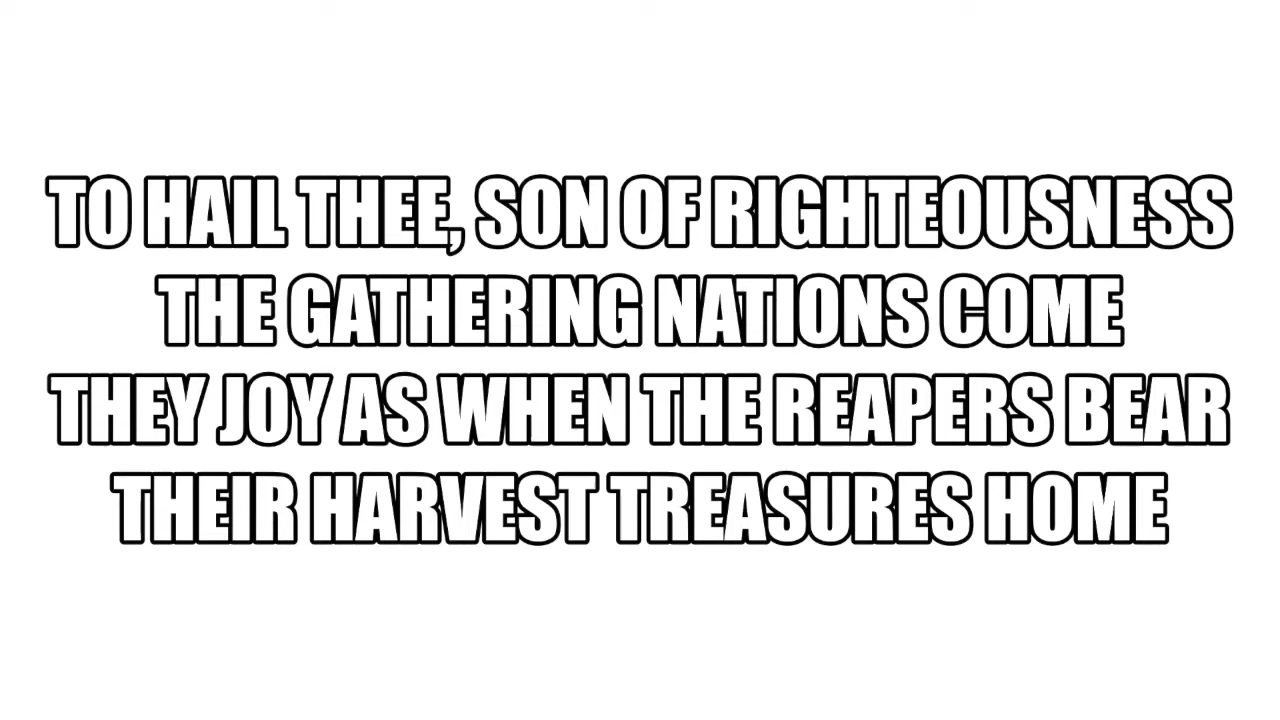 TO HAIL THEE, SON OF RIGHTEOUSNESS
THE GATHERING NATIONS COME
THEY JOY AS WHEN THE REAPERS BEAR
THEIR HARVEST TREASURES HOME